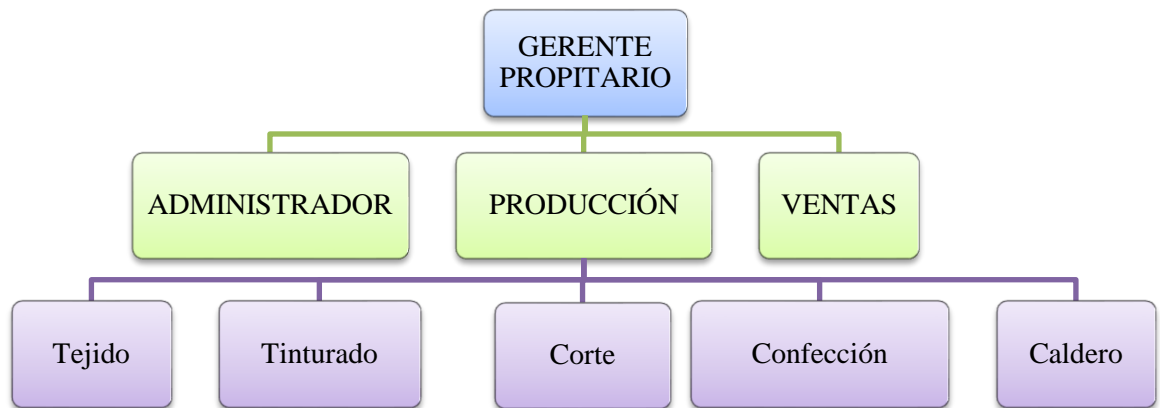 GERENTE
PROPITARIO
ADMINISTRADOR
PRODUCCIÓN
VENTAS
Tejido
Tinturado
Corte
Confección
Caldero